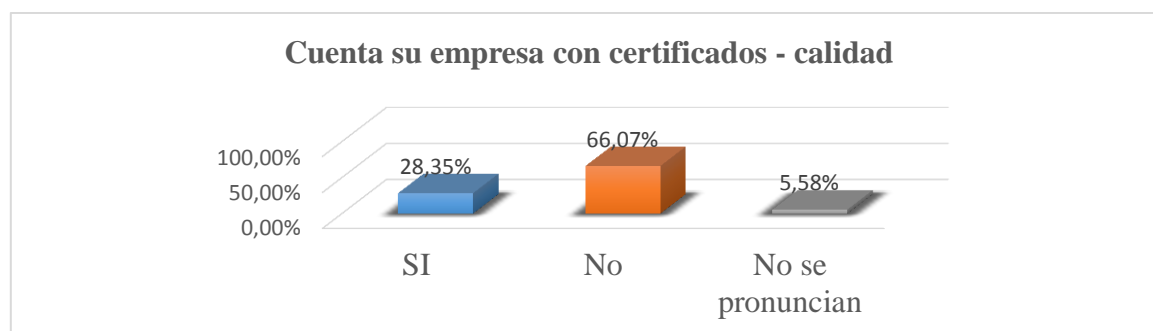 Cuenta su empresa con certificados - calidad
66,07%
100,00%
28,35%
5,58%
50,00%
0,00%
SI
No
No se
pronuncian